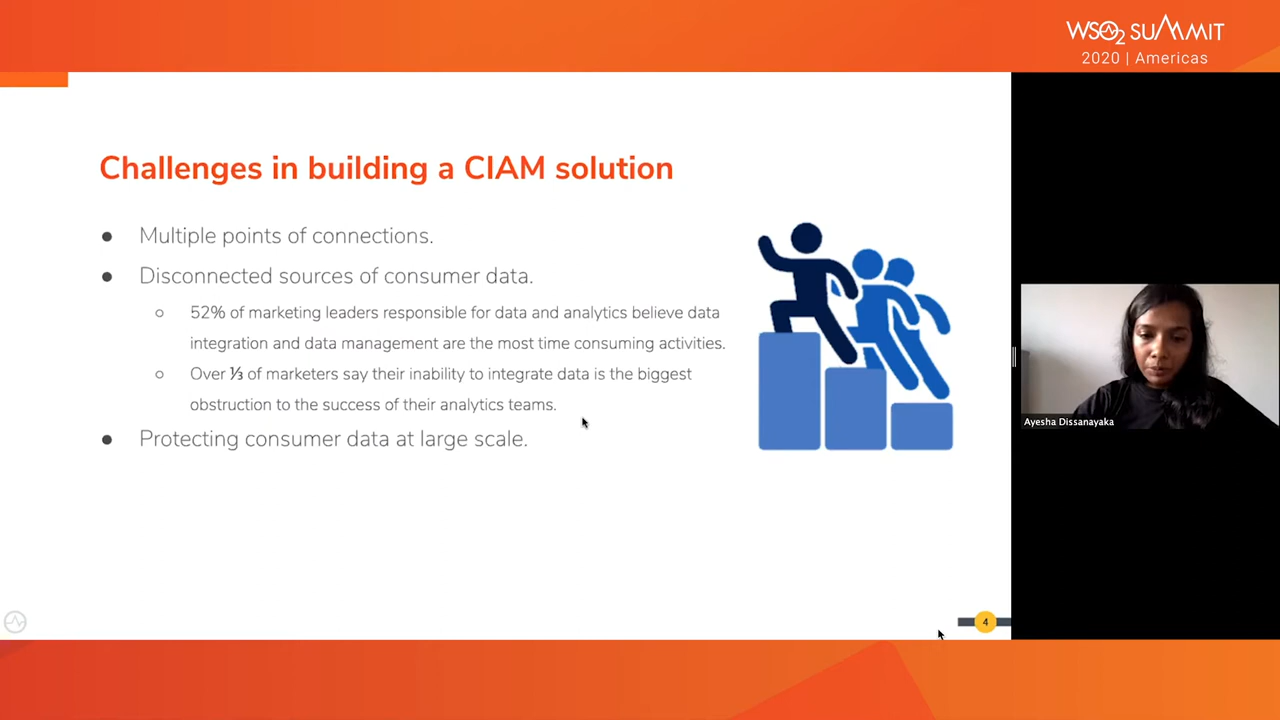 WSO2 SUMMIT
2020 | Americas
Challenges in building a CIAM solution
● Multiple points of connections.
● Disconnected sources of consumer data.
○ 52% of marketing leaders responsible for data and analytics believe data
integration and data management are the most time consuming activities.
○ Over ⅓ of marketers say their inability to integrate data is the biggest
obstruction to the success of their analytics teams.
● Protecting consumer data at large scale.
Ayesha Dissanayaka
4